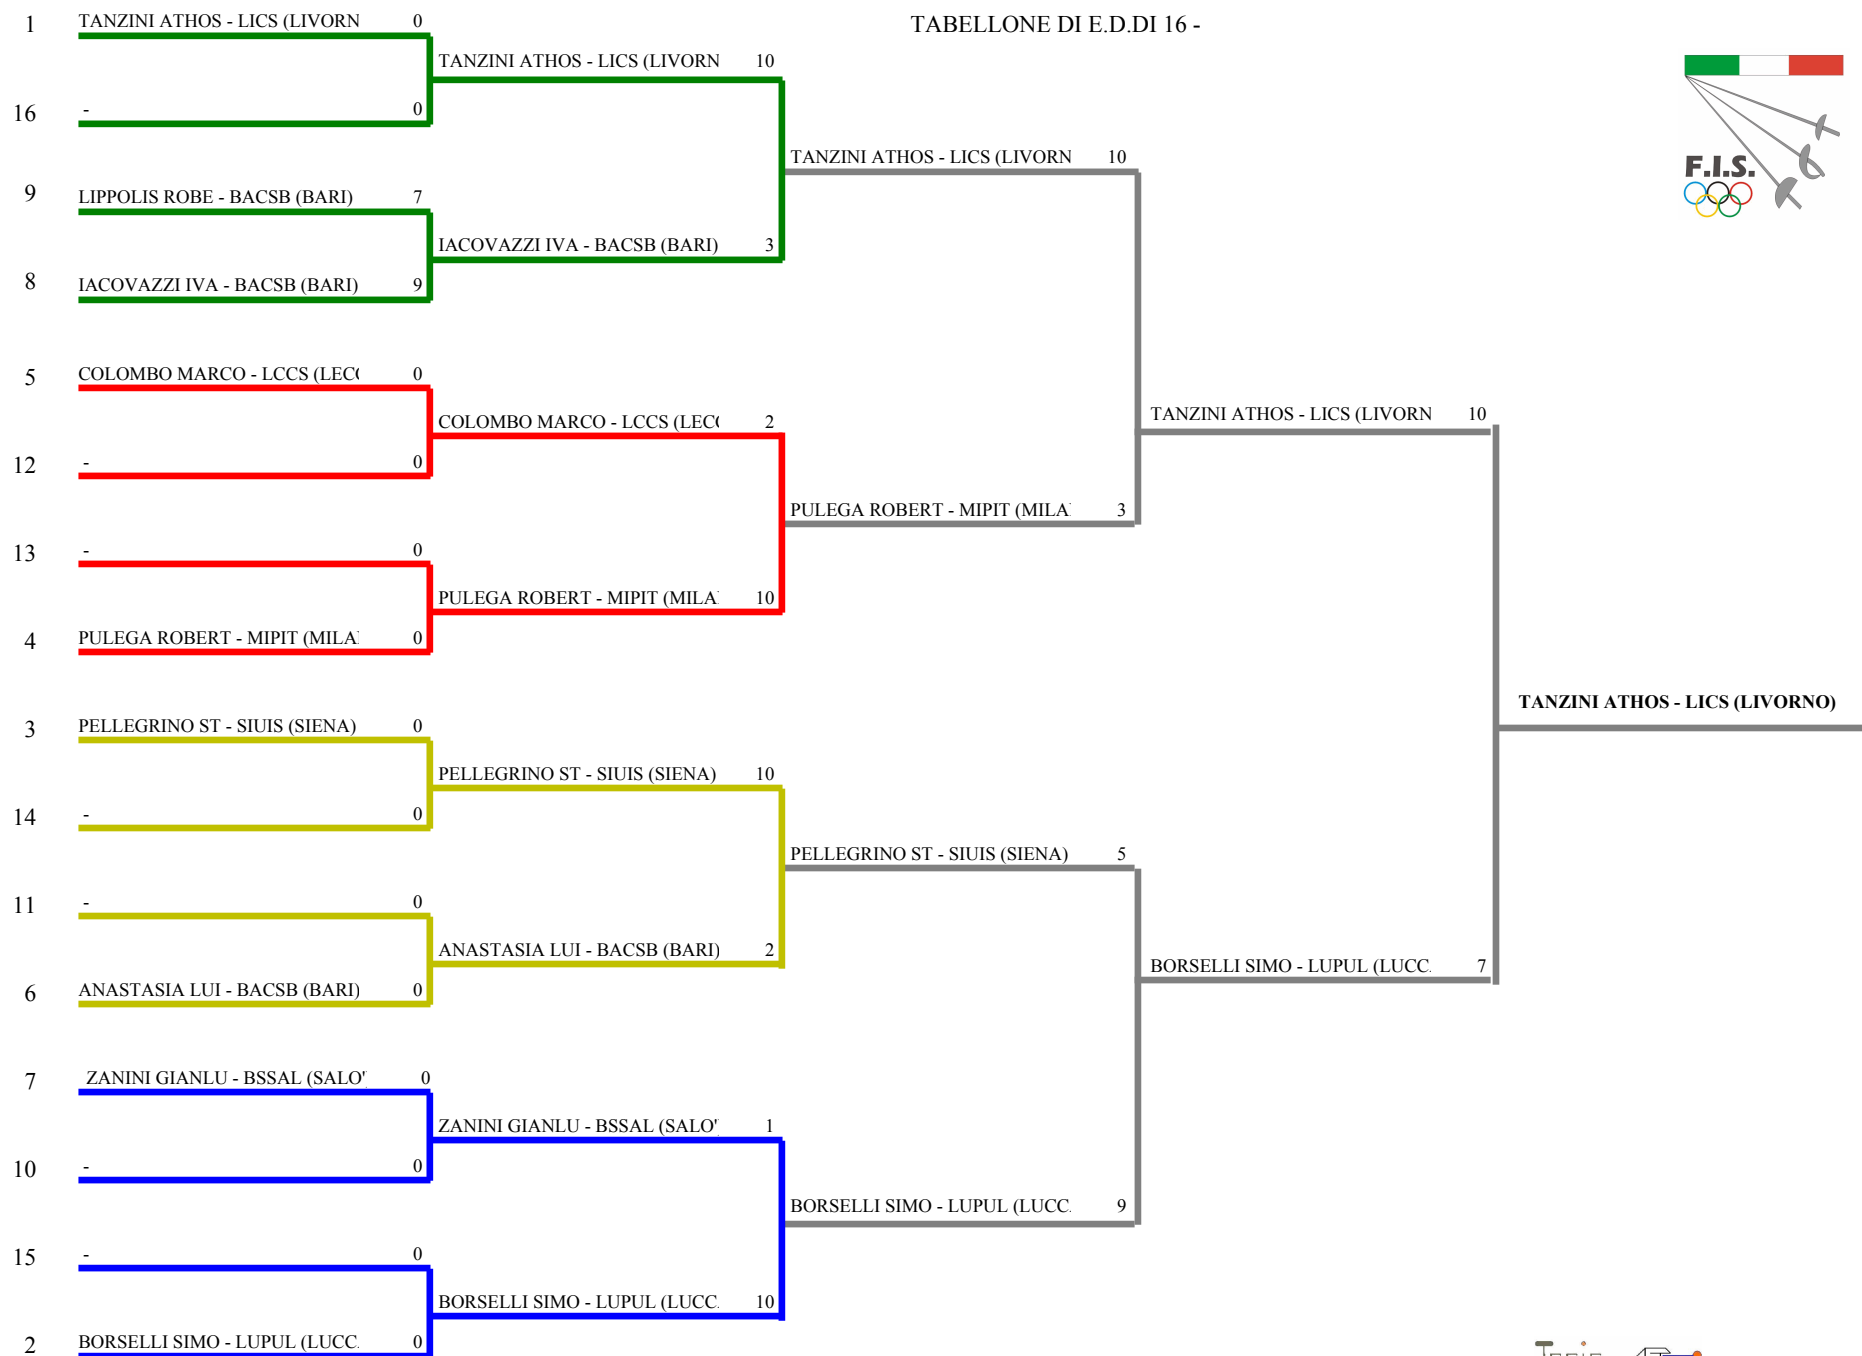 TABELLONE DI E.D.DI 16 -
1 TANZINI ATHOS - LICS (LIVORN 0
TANZINI ATHOS - LICS (LIVORN 10
16 - 0
TANZINI ATHOS - LICS (LIVORN 10
F.I.S.
9 LIPPOLIS ROBE - BACSB (BARI) 7
IACOVAZZI IVA - BACSB (BARI) 3
8 IACOVAZZI IVA - BACSB (BARI) 9
5 COLOMBO MARCO - LCCS (LEC 0
TANZINI ATHOS - LICS (LIVORN 10
COLOMBO MARCO - LCCS (LEC 2
12 - 0
PULEGA ROBERT - MIPIT (MILA 3
13 - 0
PULEGA ROBERT - MIPIT (MILA 10
4 PULEGA ROBERT - MIPIT (MILA 0
TANZINI ATHOS - LICS (LIVORNO)
3 PELLEGRINO ST - SIUIS (SIENA) 0
PELLEGRINO ST - SIUIS (SIENA) 10
14 - 0
PELLEGRINO ST - SIUIS (SIENA) 5
11 - 0
ANASTASIA LUI - BACSB (BARI) 2
BORSELLI SIMO - LUPUL (LUCC 7
6 ANASTASIA LUI - BACSB (BARI) 0
7 ZANINI GIANLU - BSSAL (SALO' 0
ZANINI GIANLU - BSSAL (SALO' 1
10 - 0
BORSELLI SIMO - LUPUL (LUCC 9
15 - 0
BORSELLI SIMO - LUPUL (LUCC 10
2 BORSELLI SIMO - LUPUL (LUCC 0